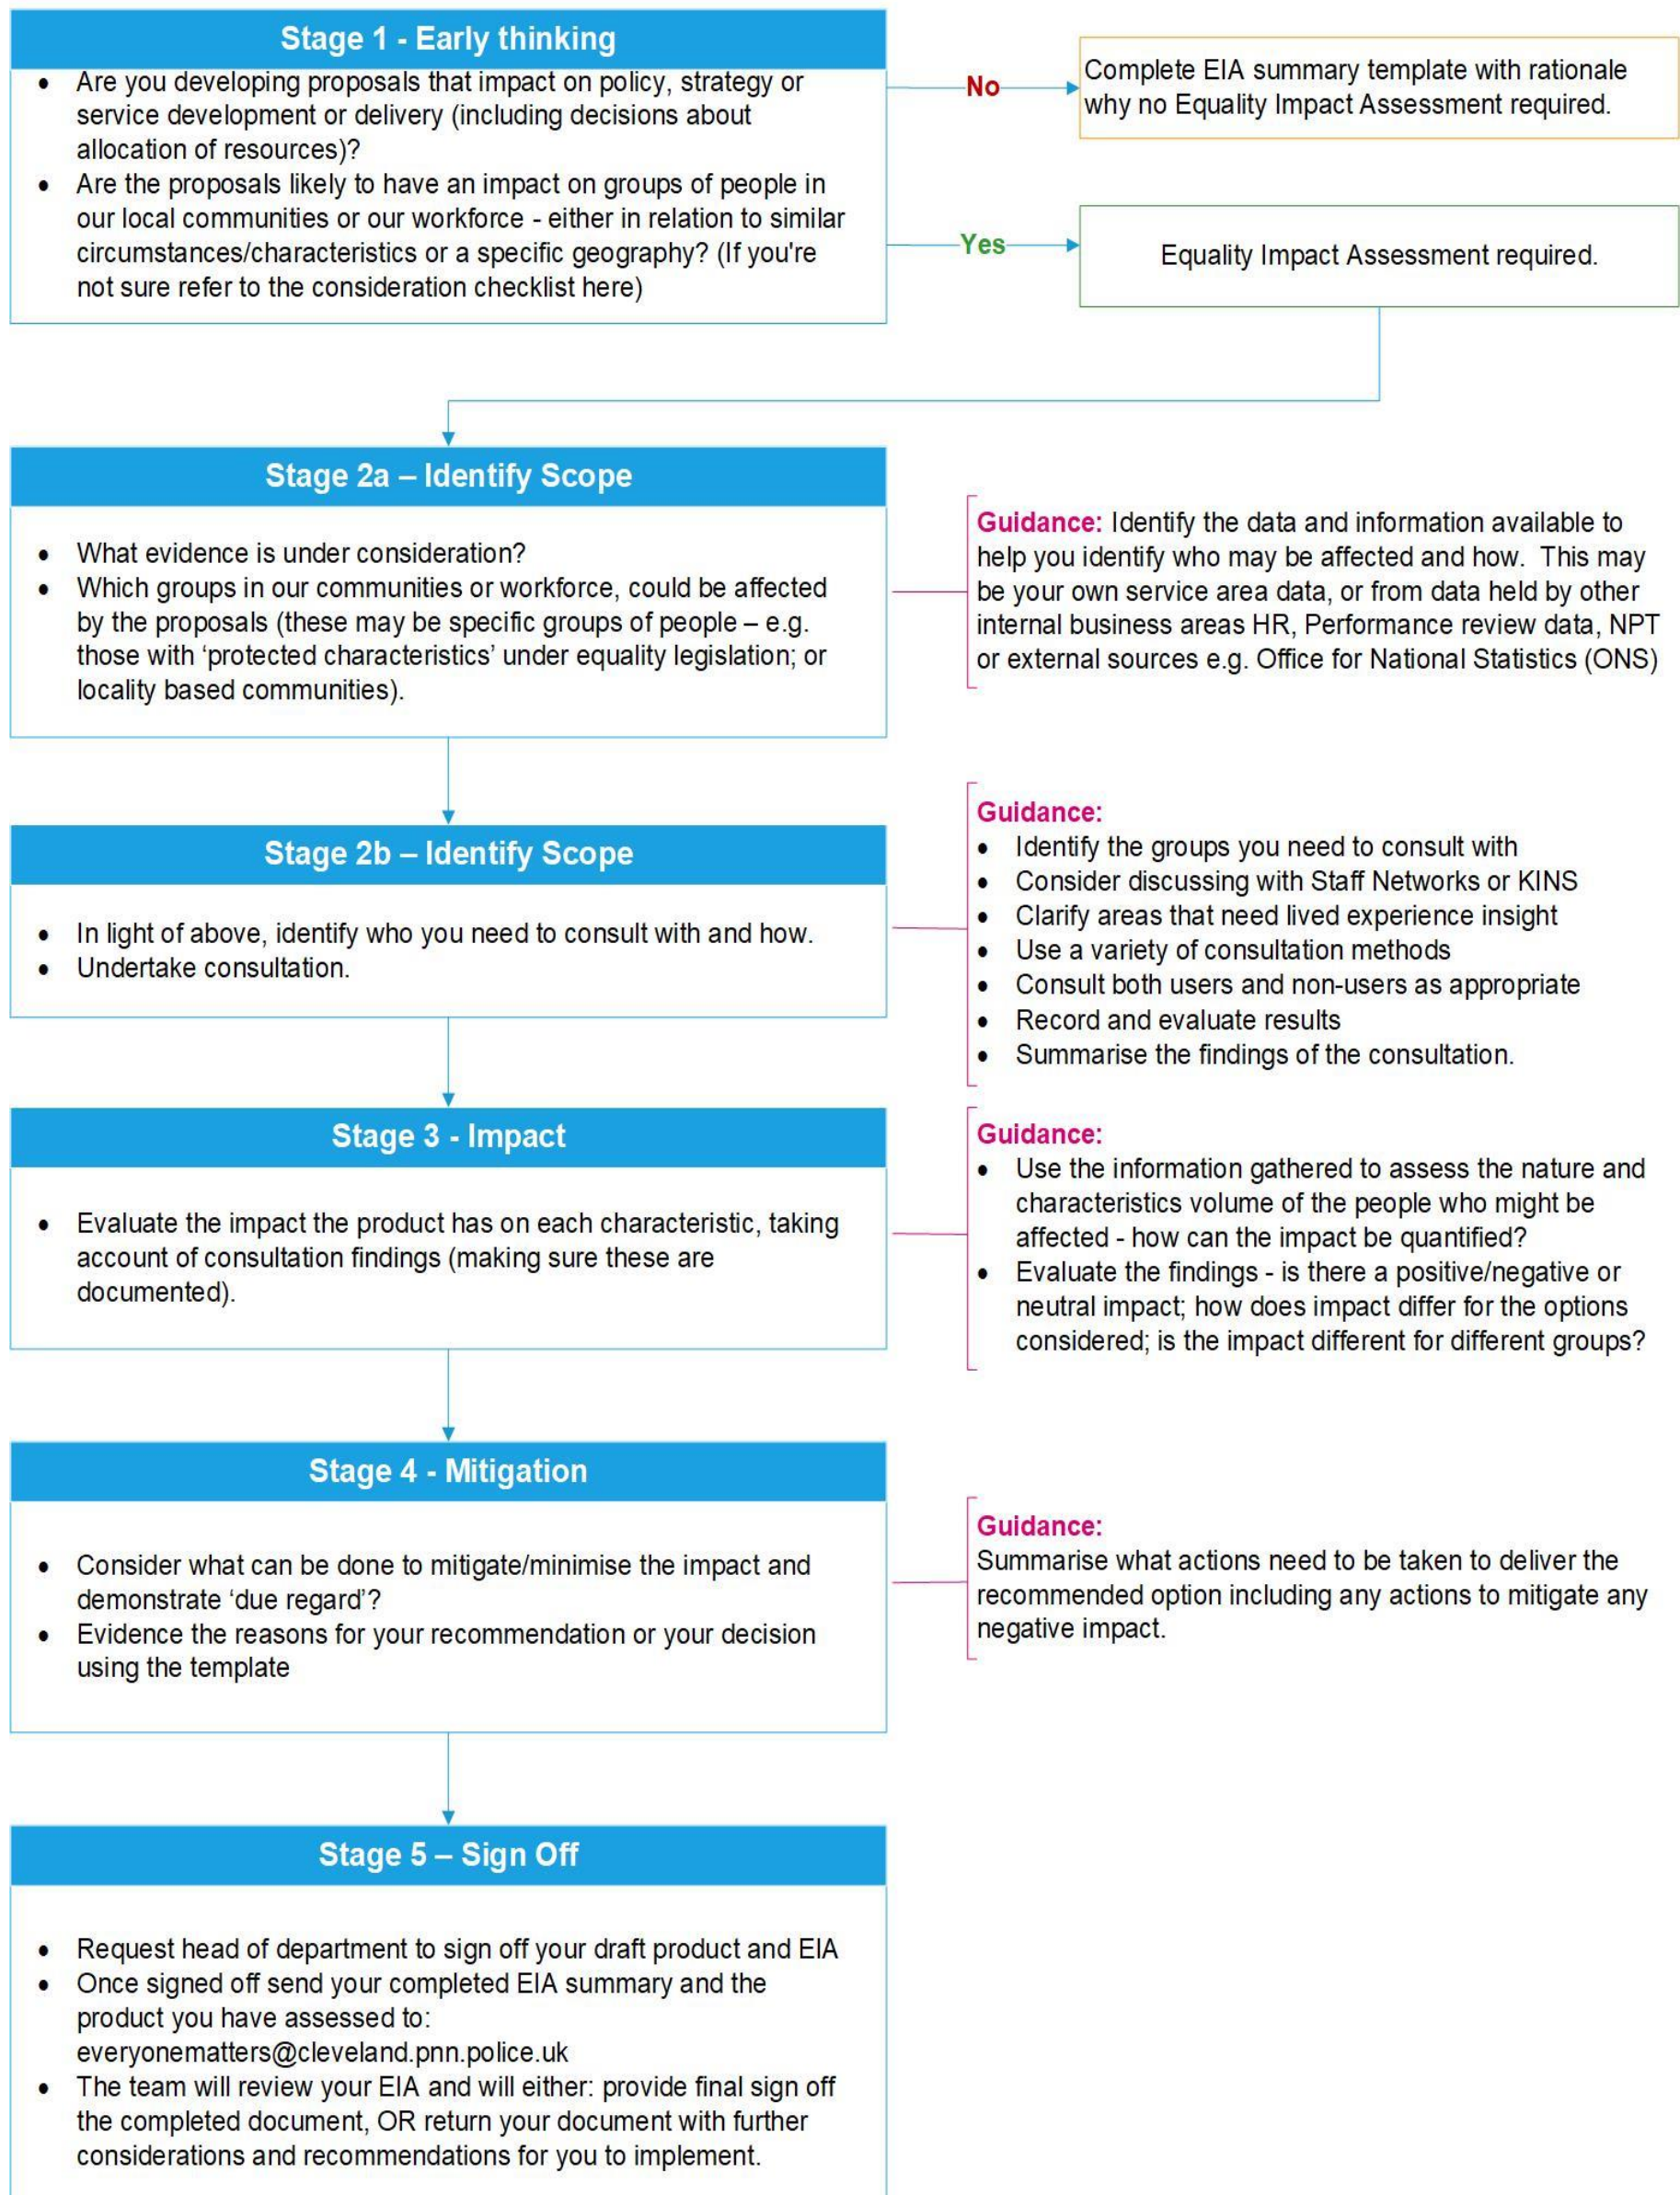 Stage 1 - Early thinking
• Are you developing proposals that impact on policy, strategy or
service development or delivery (including decisions about
allocation of resources)?
• Are the proposals likely to have an impact on groups of people in
our local communities or our workforce - either in relation to similar
circumstances/characteristics or a specific geography? (If you're
not sure refer to the consideration checklist here)
No
Complete EIA summary template with rationale
why no Equality Impact Assessment required.
Yes
Equality Impact Assessment required.
Stage 2a – Identify Scope
• What evidence is under consideration?
• Which groups in our communities or workforce, could be affected
by the proposals (these may be specific groups of people – e.g.
those with ‘protected characteristics’ under equality legislation; or
locality based communities).
Guidance: Identify the data and information available to
help you identify who may be affected and how. This may
be your own service area data, or from data held by other
internal business areas HR, Performance review data, NPT
or external sources e.g. Office for National Statistics (ONS)
Stage 2b – Identify Scope
• In light of above, identify who you need to consult with and how.
• Undertake consultation.
Guidance:
• Identify the groups you need to consult with
• Consider discussing with Staff Networks or KINS
• Clarify areas that need lived experience insight
• Use a variety of consultation methods
• Consult both users and non-users as appropriate
• Record and evaluate results
• Summarise the findings of the consultation.
Stage 3 - Impact
• Evaluate the impact the product has on each characteristic, taking
account of consultation findings (making sure these are
documented).
Guidance:
• Use the information gathered to assess the nature and
characteristics volume of the people who might be
affected - how can the impact be quantified?
• Evaluate the findings - is there a positive/negative or
neutral impact; how does impact differ for the options
considered; is the impact different for different groups?
Stage 4 - Mitigation
• Consider what can be done to mitigate/minimise the impact and
demonstrate ‘due regard’?
• Evidence the reasons for your recommendation or your decision
using the template
Guidance:
Summarise what actions need to be taken to deliver the
recommended option including any actions to mitigate any
negative impact.
Stage 5 – Sign Off
• Request head of department to sign off your draft product and EIA
• Once signed off send your completed EIA summary and the
product you have assessed to:
everyonematters@cleveland.pnn.police.uk
• The team will review your EIA and will either: provide final sign off
the completed document, OR return your document with further
considerations and recommendations for you to implement.